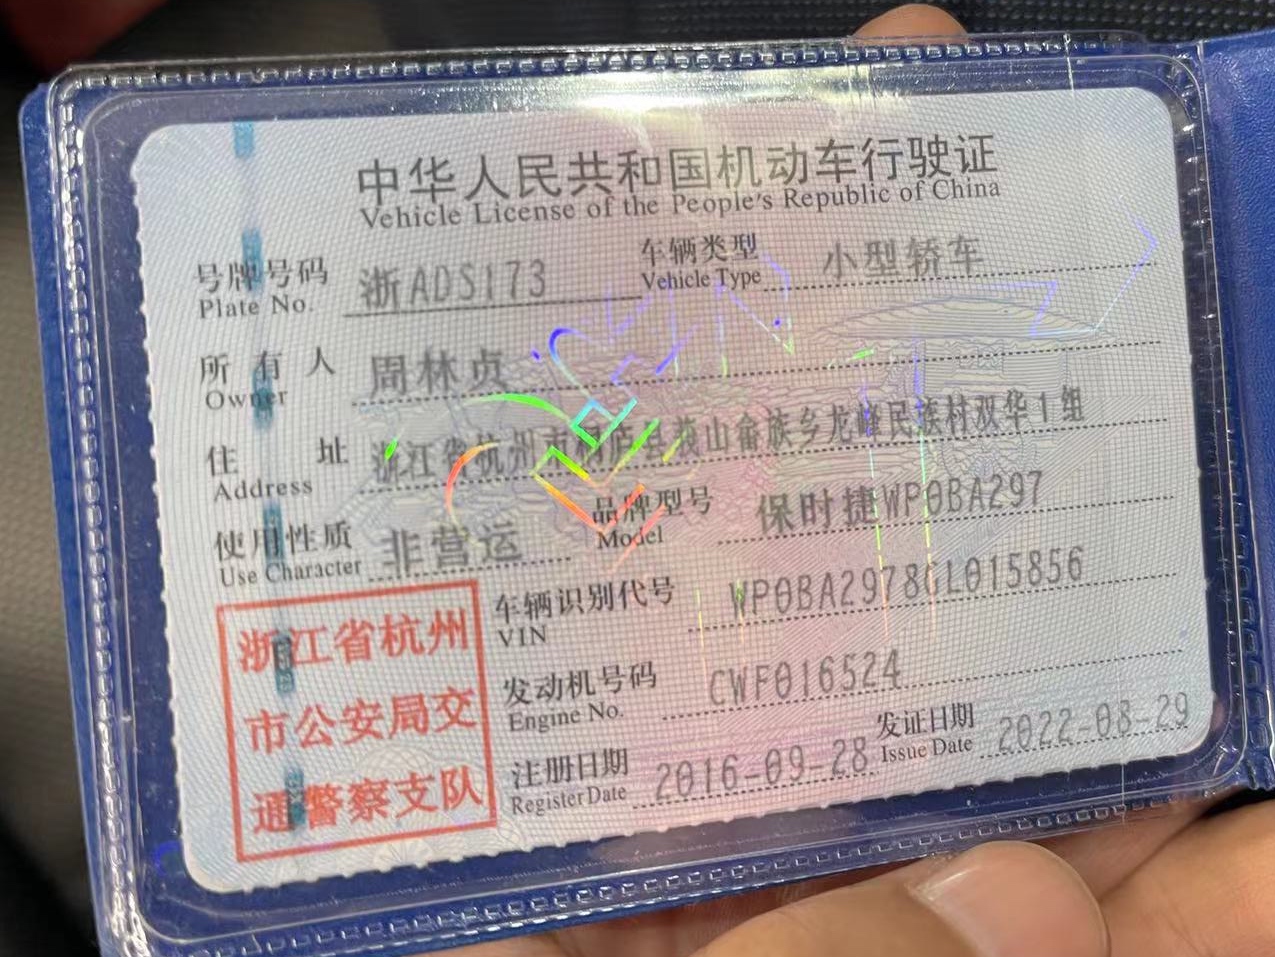 中华人民共和国机动车行驶证
Vehicle License of the People's Republic of China
号牌号码 浙ADS173 车辆类型 小型轿车
Plate No. Vehicle Type
所有人 周林贞
Owner
住址 浙江省杭州市桐庐县莪山畲族乡龙峰民族村双华1组
Address
使用性质 非营运 品牌型号 保时捷WP0BA297
Use Character Model
浙江省杭州
市公安局交
通警察支队
车辆识别代号 WP0BA29786L015856
VIN
发动机号码 CWF016524
Engine No.
注册日期 2016-09-28 发证日期 2022-08-29
Register Date Issue Date